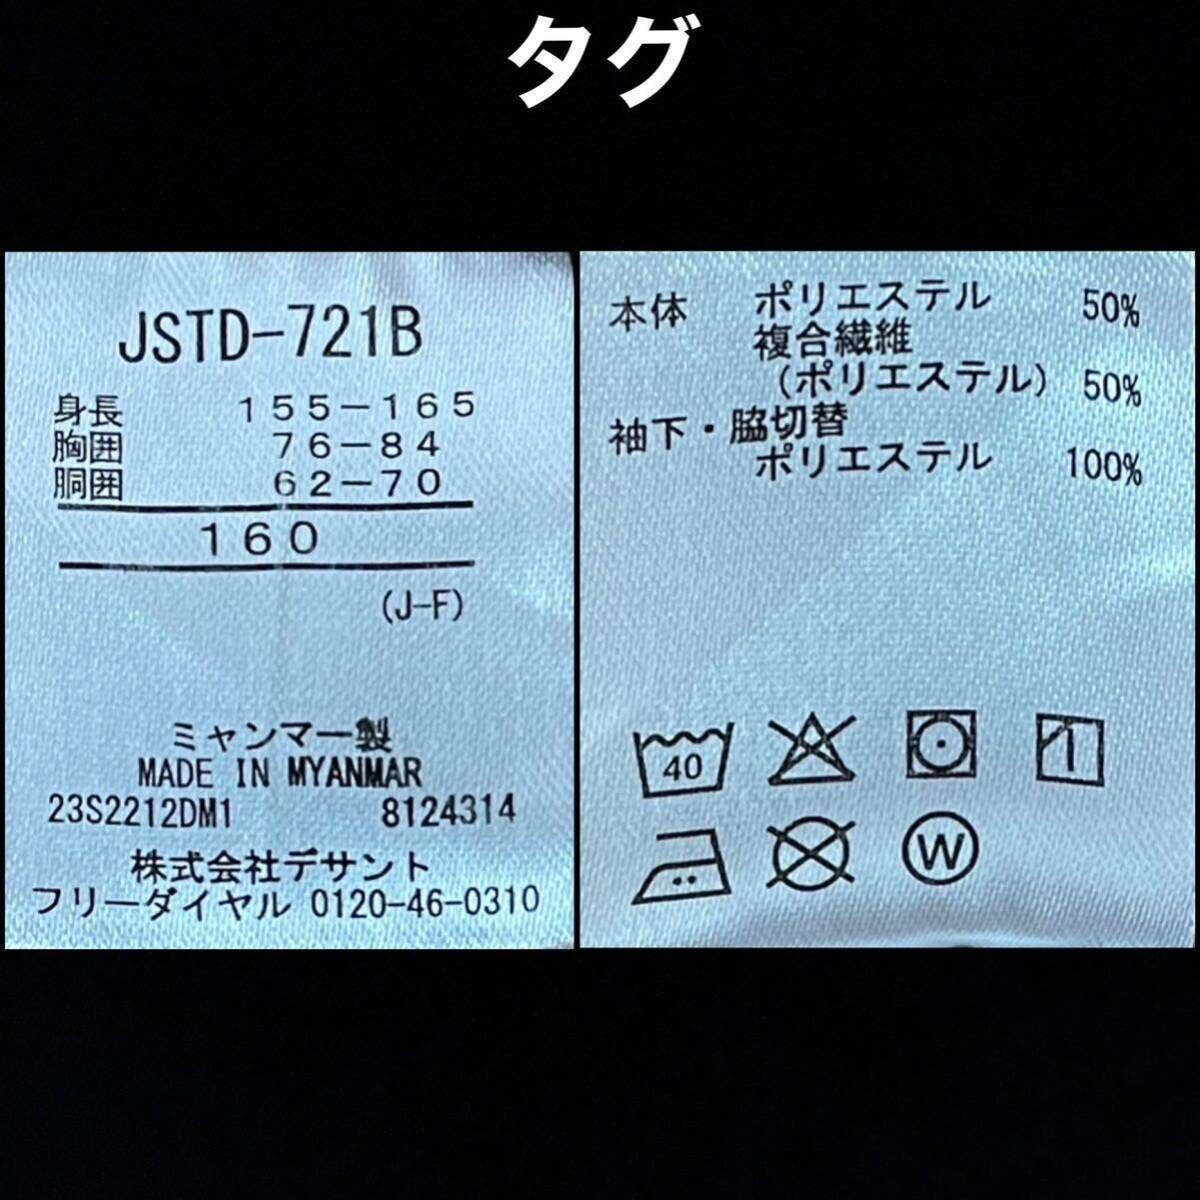 タグ
JSTD-721B
身長 155-165
胸囲 76-84
胴囲 62-70
160
(J-F)
ミャンマー製
MADE IN MYANMAR
23S2212DM1 8124314
株式会社デサント
フリーダイヤル 0120-46-0310
本体 ポリエステル 50%
複合繊維
(ポリエステル) 50%
袖下・脇切替
ポリエステル 100%
40
W